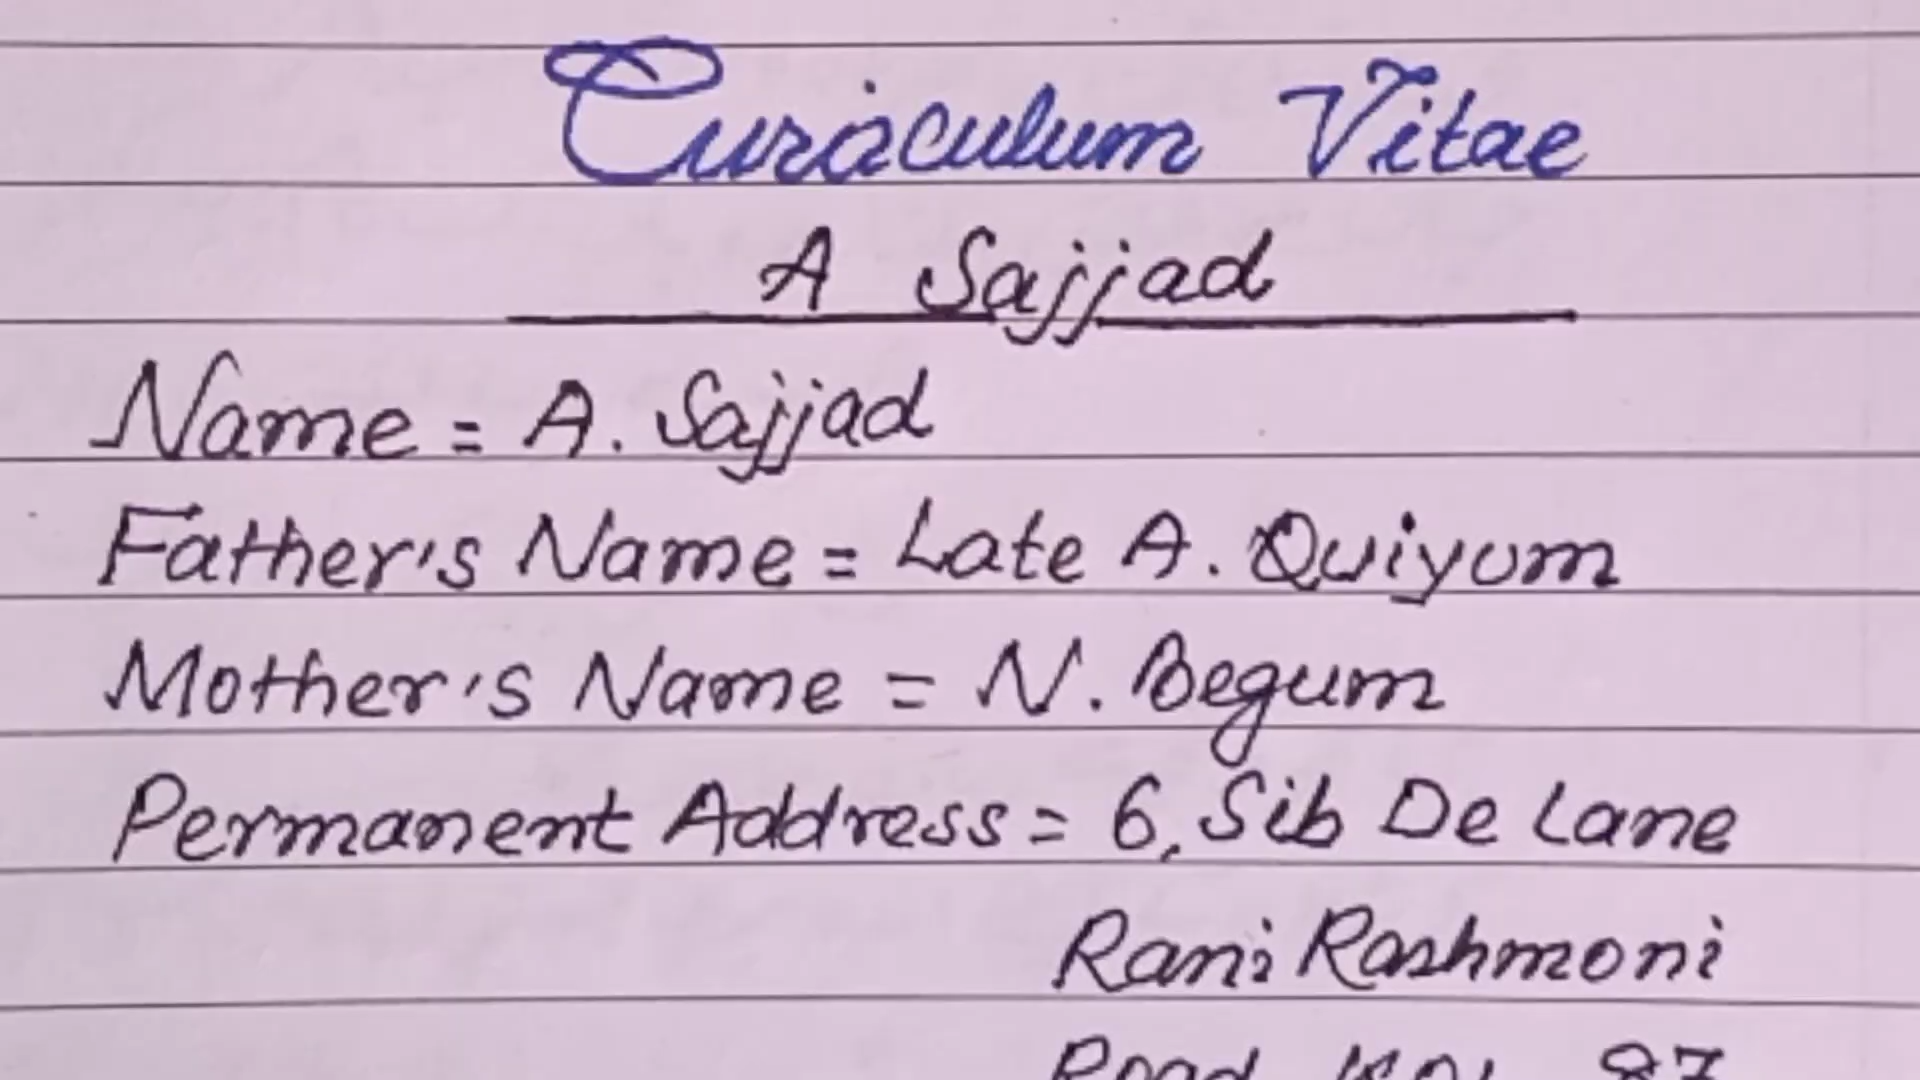 Curriculum Vitae
A Sajjad
Name = A. Sajjad
Father's Name = Late A. Quiyum
Mother's Name = N. Begum
Permanent Address = 6, Sib De Lane
Rani Rashmoni
Road